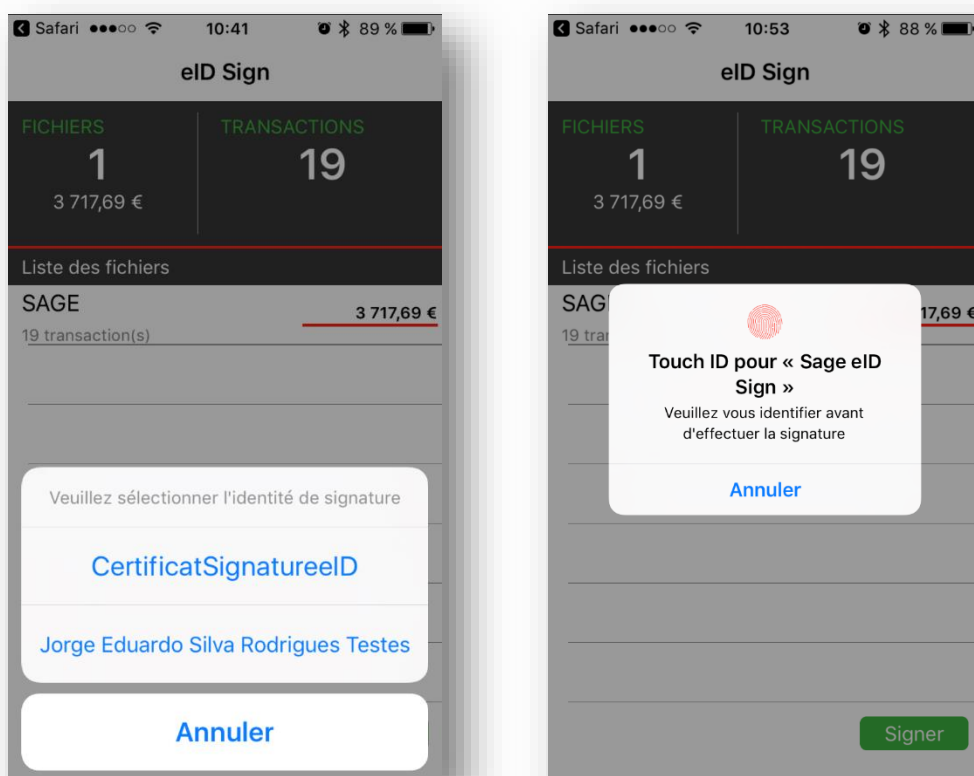 Safari 10:41 89 %
eID Sign
FICHIERS TRANSACTIONS
1 19
3 717,69 €
Liste des fichiers
SAGE
3 717,69 €
19 transaction(s)
Veuillez sélectionner l'identité de signature
CertificatSignatureeID
Jorge Eduardo Silva Rodrigues Testes
Annuler
Safari 10:53 88 %
eID Sign
FICHIERS TRANSACTIONS
1 19
3 717,69 €
Liste des fichiers
SAG
17,69 €
19 tra
Touch ID pour « Sage eID
Sign »
Veuillez vous identifier avant
d'effectuer la signature
Annuler
Signer